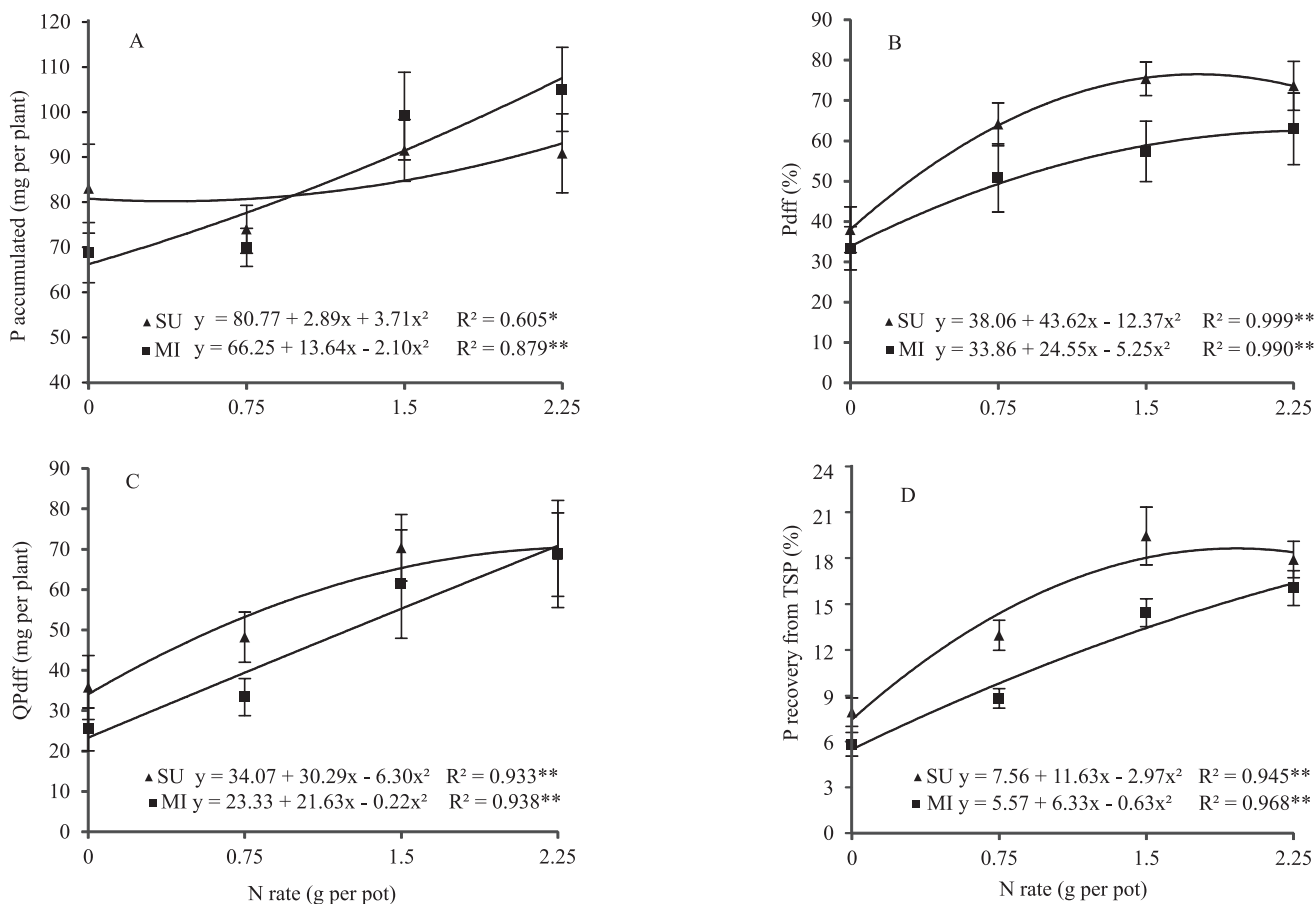 A
P accumulated (mg per plant)
120
110
100
90
80
70
60
50
40
▲ SU y = 80.77 + 2.89x + 3.71x² R² = 0.605*
■ MI y = 66.25 + 13.64x - 2.10x² R² = 0.879**
0 0.75 1.5 2.25
B
Pdff (%)
90
80
70
60
50
40
30
20
10
0
▲ SU y = 38.06 + 43.62x - 12.37x² R² = 0.999**
■ MI y = 33.86 + 24.55x - 5.25x² R² = 0.990**
0 0.75 1.5 2.25
C
QPdff (mg per plant)
90
80
70
60
50
40
30
20
10
0
▲ SU y = 34.07 + 30.29x - 6.30x² R² = 0.933**
■ MI y = 23.33 + 21.63x - 0.22x² R² = 0.938**
0 0.75 1.5 2.25
N rate (g per pot)
D
P recovery from TSP (%)
24
21
18
15
12
9
6
3
0
▲ SU y = 7.56 + 11.63x - 2.97x² R² = 0.945**
■ MI y = 5.57 + 6.33x - 0.63x² R² = 0.968**
0 0.75 1.5 2.25
N rate (g per pot)